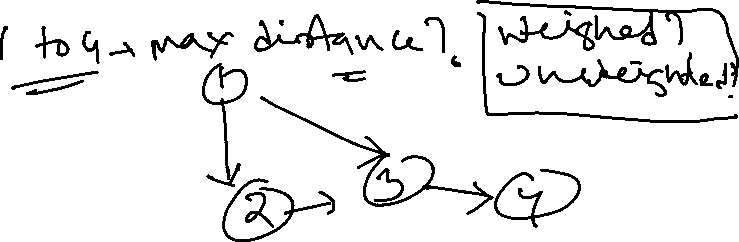 1 to 4 → max distance?
weighed?
unweighted?
1
2 → 3 → 4